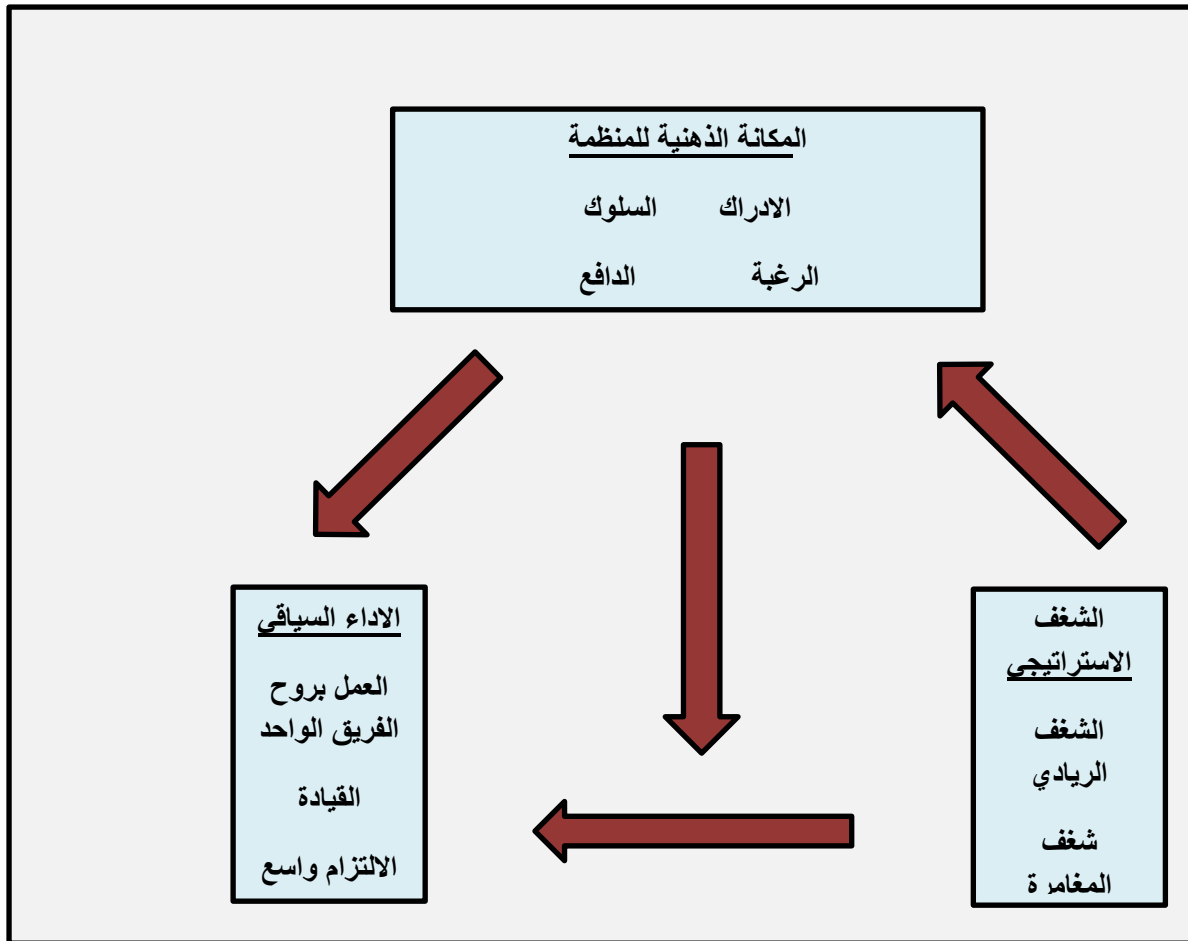 المكانة الذهنية للمنظمة
الادراك السلوك
الرغبة الدافع
الشغف
الاستراتيجي
الشغف
الريادي
شغف
المغامرة
الاداء السياقي
العمل بروح
الفريق الواحد
القيادة
الالتزام واسع